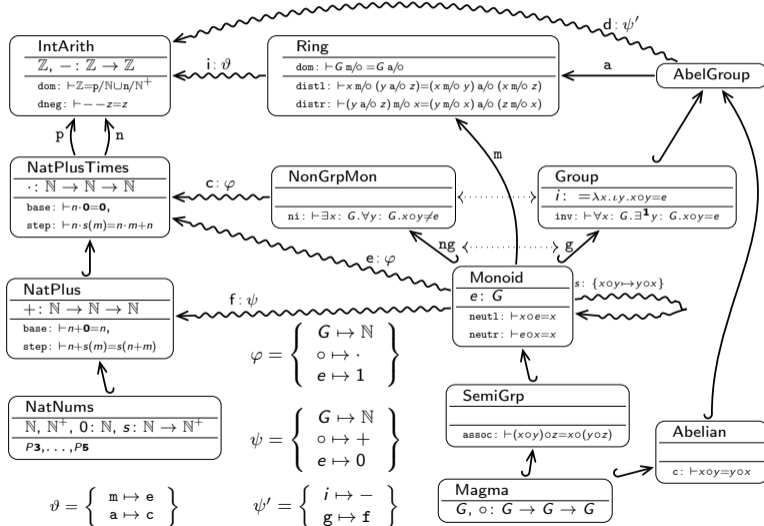 d: ψ′
IntArith
ℤ, −: ℤ → ℤ
dom: ⊢ℤ=p/ℕ∪n/ℕ⁺
dneg: ⊢−−z=z
i: ϑ
Ring
dom: ⊢G m/∘ =G a/∘
distl: ⊢x m/∘ (y a/∘ z)=(x m/∘ y) a/∘ (x m/∘ z)
distr: ⊢(y a/∘ z) m/∘ x=(y m/∘ x) a/∘ (z m/∘ x)
a
AbelGroup
p
n
m
NatPlusTimes
·: ℕ → ℕ → ℕ
base: ⊢n·0=0,
step: ⊢n·s(m)=n·m+n
c: φ
NonGrpMon
ni: ⊢∃x: G.∀y: G.x∘y≠e
Group
i: =λx.ιy.x∘y=e
inv: ⊢∀x: G.∃¹y: G.x∘y=e
ng
g
e: φ
NatPlus
+: ℕ → ℕ → ℕ
base: ⊢n+0=n,
step: ⊢n+s(m)=s(n+m)
f: ψ
Monoid
e: G
neutl: ⊢x∘e=x
neutr: ⊢e∘x=x
s: {x∘y↦y∘x}
φ = { G ↦ ℕ
∘ ↦ ·
e ↦ 1 }
NatNums
ℕ, ℕ⁺, 0: ℕ, s: ℕ → ℕ⁺
P3,...,P5
ψ = { G ↦ ℕ
∘ ↦ +
e ↦ 0 }
SemiGrp
assoc: ⊢(x∘y)∘z=x∘(y∘z)
Abelian
c: ⊢x∘y=y∘x
ϑ = { m ↦ e
a ↦ c }
ψ′ = { i ↦ −
g ↦ f }
Magma
G, ∘: G → G → G